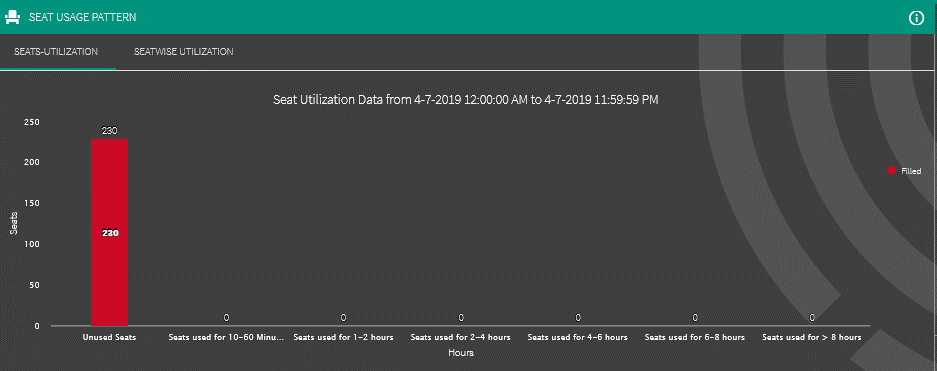 SEAT USAGE PATTERN
SEATS-UTILIZATION SEATWISE UTILIZATION
Seat Utilization Data from 4-7-2019 12:00:00 AM to 4-7-2019 11:59:59 PM
250
200
150
100
50
0
Seats
230
230
0 0 0 0 0 0
Filled
Unused Seats Seats used for 10-60 Minu... Seats used for 1-2 hours Seats used for 2-4 hours Seats used for 4-6 hours Seats used for 6-8 hours Seats used for > 8 hours
Hours